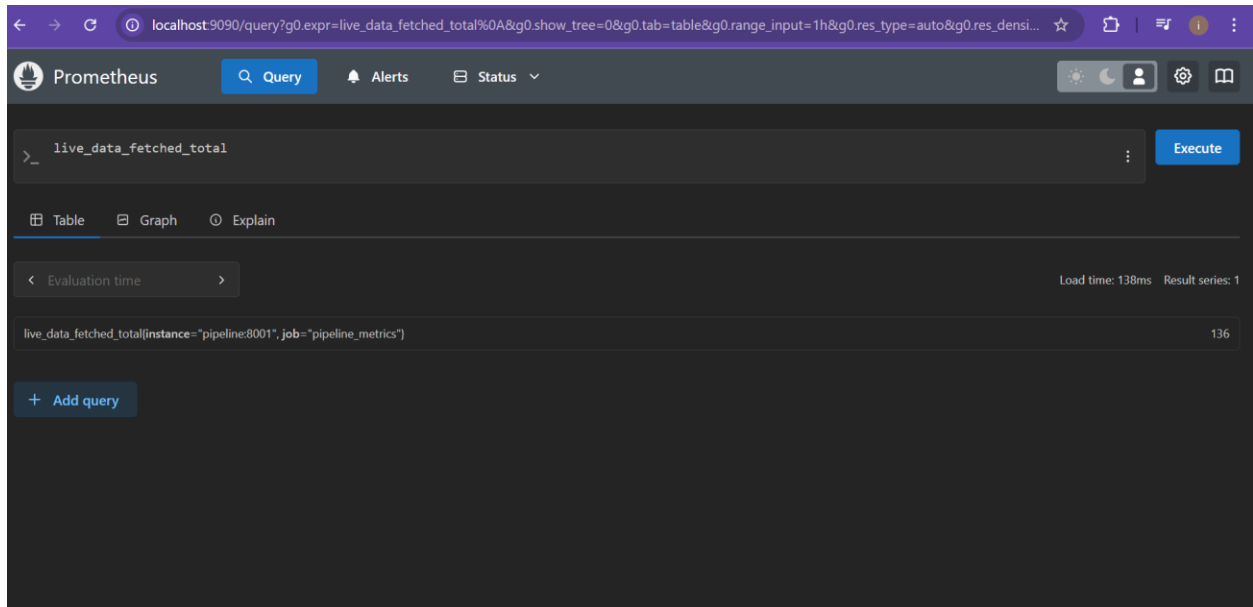 localhost:9090/query?g0.expr=live_data_fetched_total%0A&g0.show_tree=0&g0.tab=table&g0.range_input=1h&g0.res_type=auto&g0.res_densi...
i
Prometheus Query Alerts Status
>_ live_data_fetched_total Execute
Table Graph Explain
Evaluation time Load time: 138ms Result series: 1
live_data_fetched_total{instance="pipeline:8001", job="pipeline_metrics"} 136
+ Add query